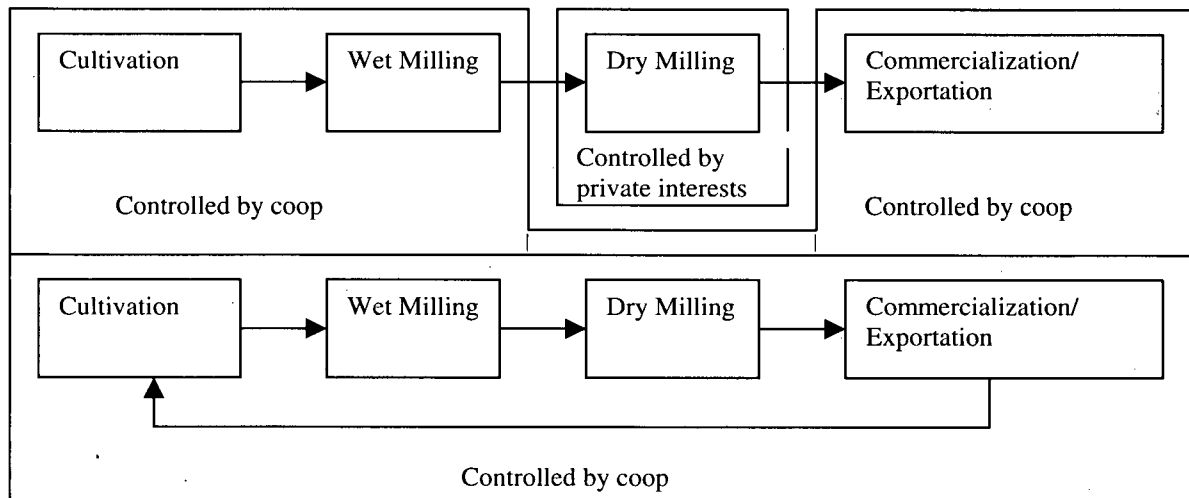 Cultivation
Wet Milling
Dry Milling
Commercialization/
Exportation
Controlled by
private interests
Controlled by coop
Controlled by coop
Cultivation
Wet Milling
Dry Milling
Commercialization/
Exportation
Controlled by coop